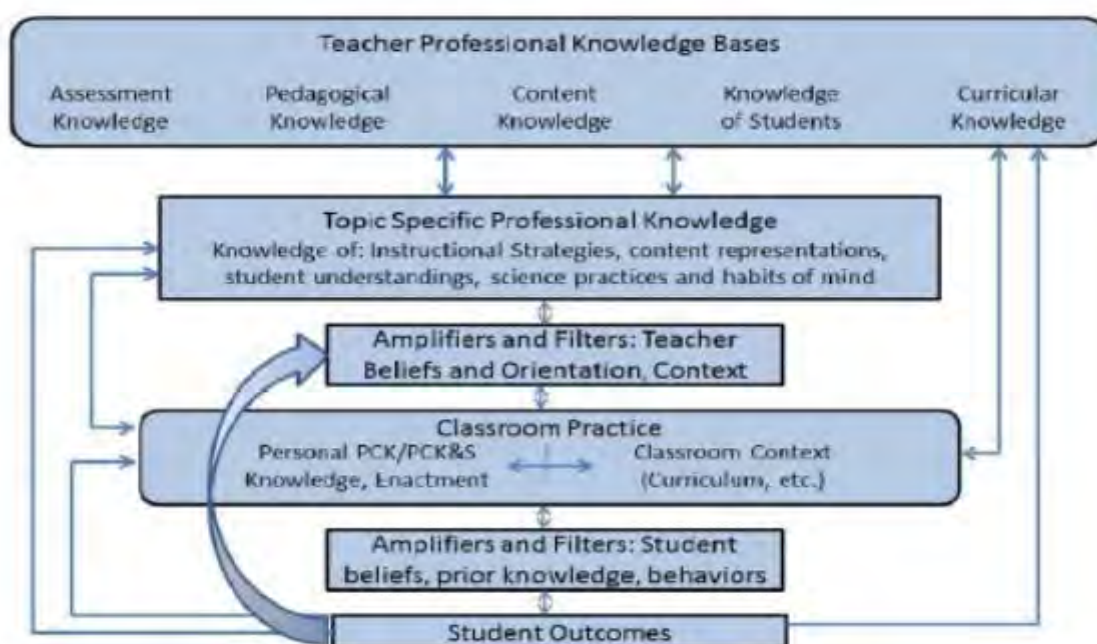 Teacher Professional Knowledge Bases
Assessment Knowledge
Pedagogical Knowledge
Content Knowledge
Knowledge of Students
Curricular Knowledge
Topic Specific Professional Knowledge
Knowledge of: Instructional Strategies, content representations,
student understandings, science practices and habits of mind
Amplifiers and Filters: Teacher
Beliefs and Orientation, Context
Classroom Practice
Personal PCK/PCK&S
Knowledge, Enactment
Classroom Context
(Curriculum, etc.)
Amplifiers and Filters: Student
beliefs, prior knowledge, behaviors
Student Outcomes